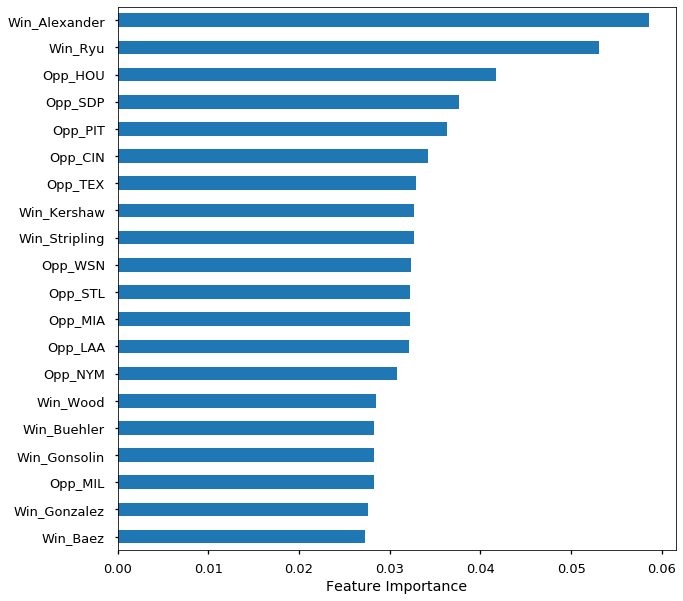 Win_Alexander
Win_Ryu
Opp_HOU
Opp_SDP
Opp_PIT
Opp_CIN
Opp_TEX
Win_Kershaw
Win_Stripling
Opp_WSN
Opp_STL
Opp_MIA
Opp_LAA
Opp_NYM
Win_Wood
Win_Buehler
Win_Gonsolin
Opp_MIL
Win_Gonzalez
Win_Baez
0.00 0.01 0.02 0.03 0.04 0.05 0.06
Feature Importance